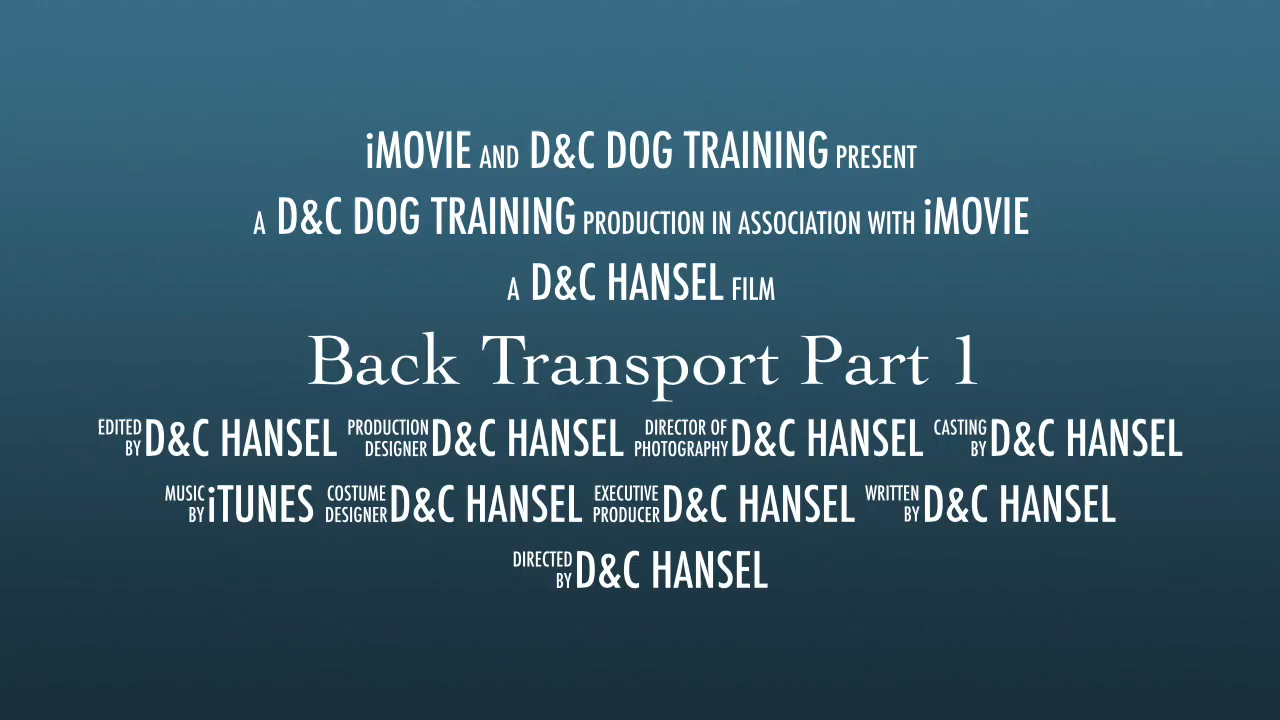 iMOVIE AND D&C DOG TRAINING PRESENT
A D&C DOG TRAINING PRODUCTION IN ASSOCIATION WITH iMOVIE
A D&C HANSEL FILM
Back Transport Part 1
EDITED BY D&C HANSEL PRODUCTION DESIGNER D&C HANSEL DIRECTOR OF PHOTOGRAPHY D&C HANSEL CASTING BY D&C HANSEL
MUSIC BY iTUNES COSTUME DESIGNER D&C HANSEL EXECUTIVE PRODUCER D&C HANSEL WRITTEN BY D&C HANSEL
DIRECTED BY D&C HANSEL